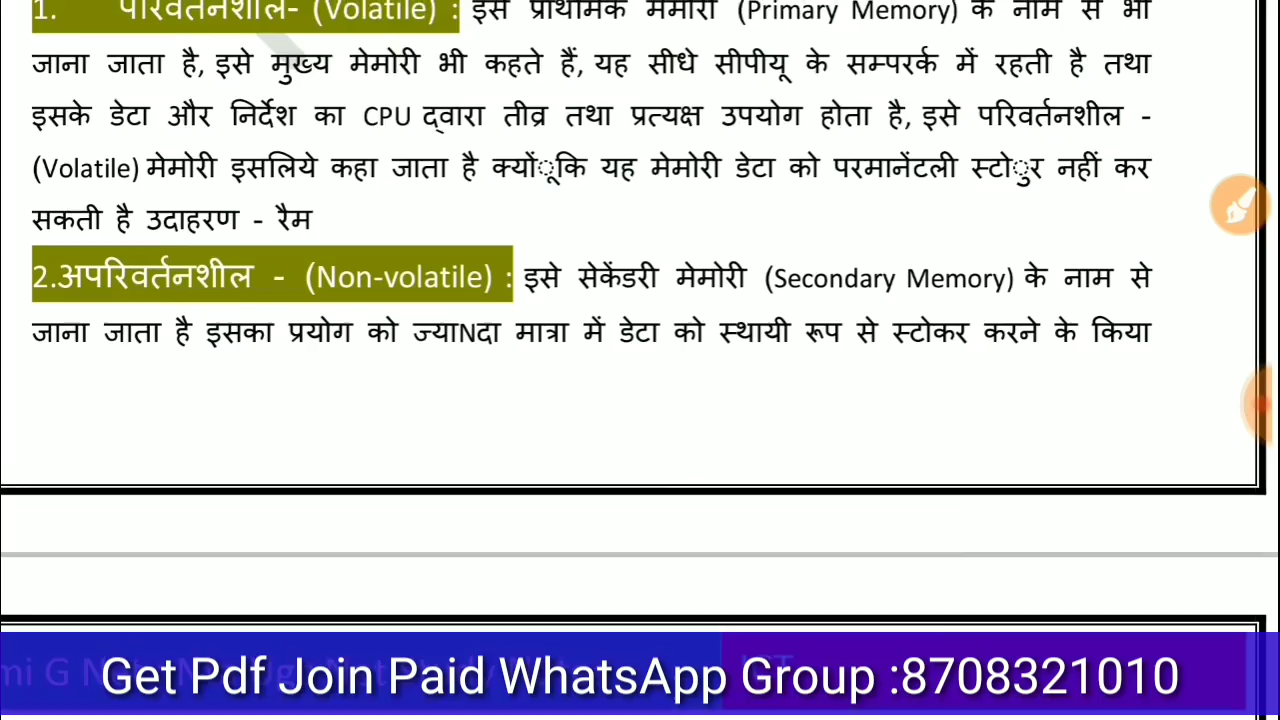 1. परिवर्तनशील- (Volatile) : इसे प्राथमिक मेमोरी (Primary Memory) के नाम से भी
जाना जाता है, इसे मुख्य मेमोरी भी कहते हैं, यह सीधे सीपीयू के सम्परर्क में रहती है तथा
इसके डेटा और निर्देश का CPU द्वारा तीव्र तथा प्रत्यक्ष उपयोग होता है, इसे परिवर्तनशील -
(Volatile) मेमोरी इसलिये कहा जाता है क्योंूकि यह मेमोरी डेटा को परमानेंटली स्टोुर नहीं कर
सकती है उदाहरण - रैम
2.अपरिवर्तनशील - (Non-volatile) : इसे सेकेंडरी मेमोरी (Secondary Memory) के नाम से
जाना जाता है इसका प्रयोग को ज्याNदा मात्रा में डेटा को स्थायी रूप से स्टोकर करने के किया
Get Pdf Join Paid WhatsApp Group :8708321010